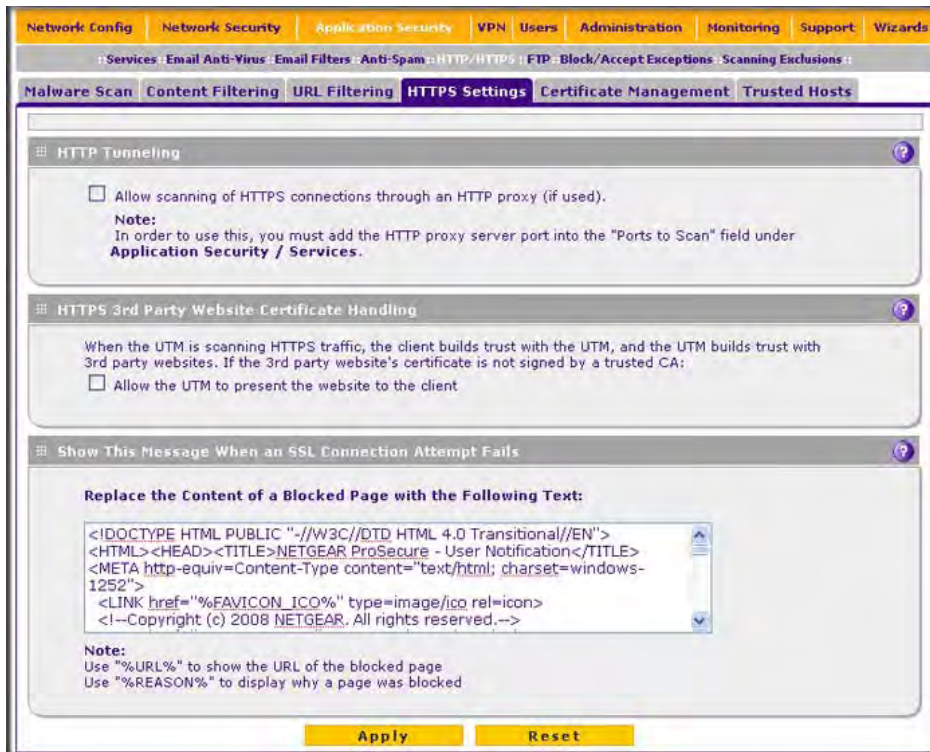 Network Config Network Security Application Security VPN Users Administration Monitoring Support Wizards
:: Services :: Email Anti-Virus :: Email Filters :: Anti-Spam :: HTTP/HTTPS :: FTP :: Block/Accept Exceptions :: Scanning Exclusions ::
Malware Scan Content Filtering URL Filtering HTTPS Settings Certificate Management Trusted Hosts
HTTP Tunneling
Allow scanning of HTTPS connections through an HTTP proxy (if used).
Note:
In order to use this, you must add the HTTP proxy server port into the "Ports to Scan" field under
Application Security / Services.
HTTPS 3rd Party Website Certificate Handling
When the UTM is scanning HTTPS traffic, the client builds trust with the UTM, and the UTM builds trust with
3rd party websites. If the 3rd party website's certificate is not signed by a trusted CA:
Allow the UTM to present the website to the client
Show This Message When an SSL Connection Attempt Fails
Replace the Content of a Blocked Page with the Following Text:
<!DOCTYPE HTML PUBLIC "-//W3C//DTD HTML 4.0 Transitional//EN">
<HTML><HEAD><TITLE>NETGEAR ProSecure - User Notification</TITLE>
<META http-equiv=Content-Type content="text/html; charset=windows-
1252">
<LINK href="%FAVICON_ICO%" type=image/ico rel=icon>
<!--Copyright (c) 2008 NETGEAR. All rights reserved.-->
Note:
Use "%URL%" to show the URL of the blocked page
Use "%REASON%" to display why a page was blocked
Apply Reset